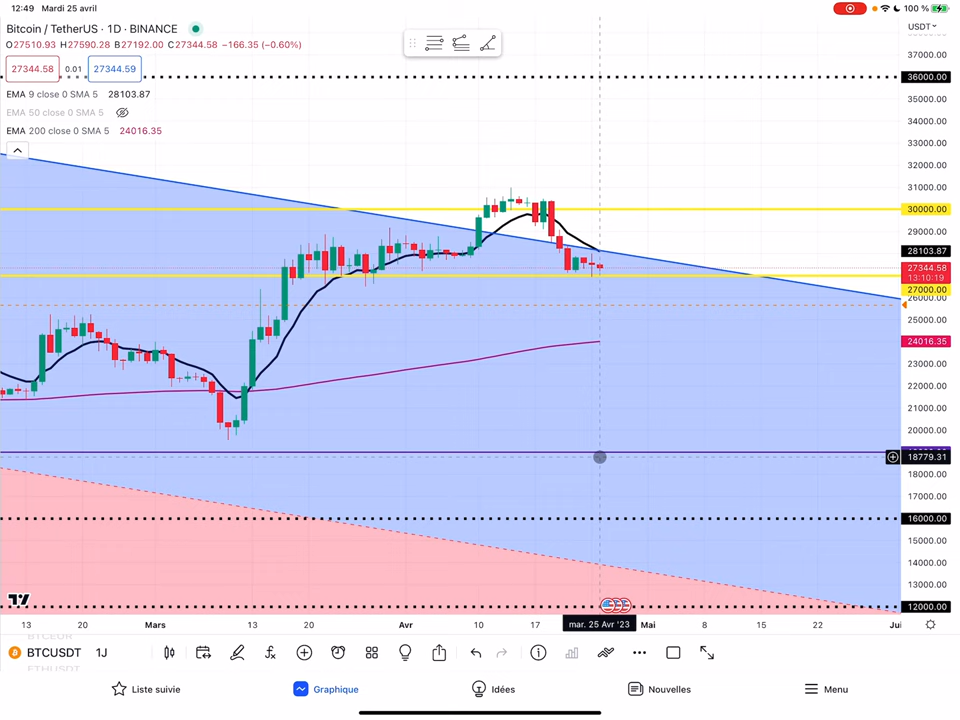 12:49 Mardi 25 avril
100 %
Bitcoin / TetherUS · 1D · BINANCE
O27510.93 H27590.28 B27192.00 C27344.58 -166.35 (-0.60%)
27344.58 0.01 27344.59
EMA 9 close 0 SMA 5 28103.87
EMA 50 close 0 SMA 5
EMA 200 close 0 SMA 5 24016.35
USDT
37000.00
36000.00
35000.00
34000.00
33000.00
32000.00
31000.00
30000.00
29000.00
28103.87
27344.58
13:10:19
27000.00
26000.00
25000.00
24016.35
23000.00
22000.00
21000.00
20000.00
18779.31
18000.00
17000.00
16000.00
15000.00
14000.00
13000.00
12000.00
13 20 Mars 13 20 Avr 10 17 mar. 25 Avr '23 Mai 8 15 22 Jui
BTCEUR
BTCUSDT 1J
ETHUSDT
Liste suivie Graphique Idées Nouvelles Menu